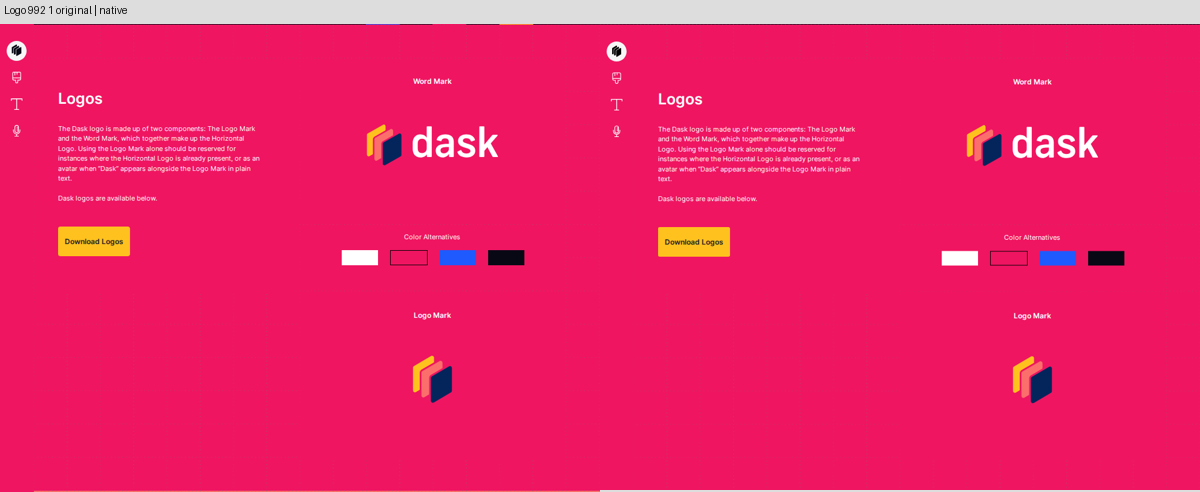 Logo 992 1 original | native
Logos
The Dask logo is made up of two components: The Logo Mark
and the Word Mark, which together make up the Horizontal
Logo. Using the Logo Mark alone should be reserved for
instances where the Horizontal Logo is already present, or as an
avatar when "Dask" appears alongside the Logo Mark in plain
text.
Dask logos are available below.
Download Logos
Word Mark
dask
Color Alternatives
Logo Mark
Logos
The Dask logo is made up of two components: The Logo Mark
and the Word Mark, which together make up the Horizontal
Logo. Using the Logo Mark alone should be reserved for
instances where the Horizontal Logo is already present, or as an
avatar when "Dask" appears alongside the Logo Mark in plain
text.
Dask logos are available below.
Download Logos
Word Mark
dask
Color Alternatives
Logo Mark